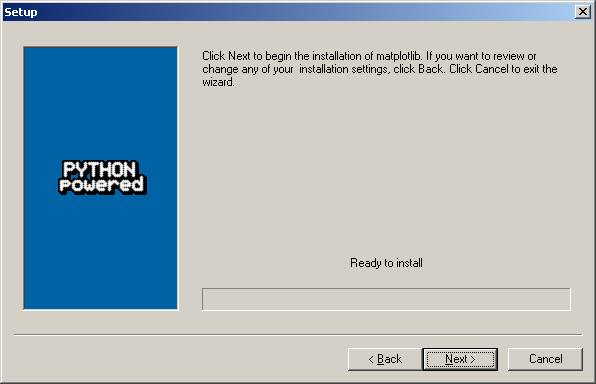 Setup
Click Next to begin the installation of matplotlib. If you want to review or
change any of your  installation settings, click Back. Click Cancel to exit the
wizard.
PYTHON
powered
Ready to install
< Back
Next >
Cancel